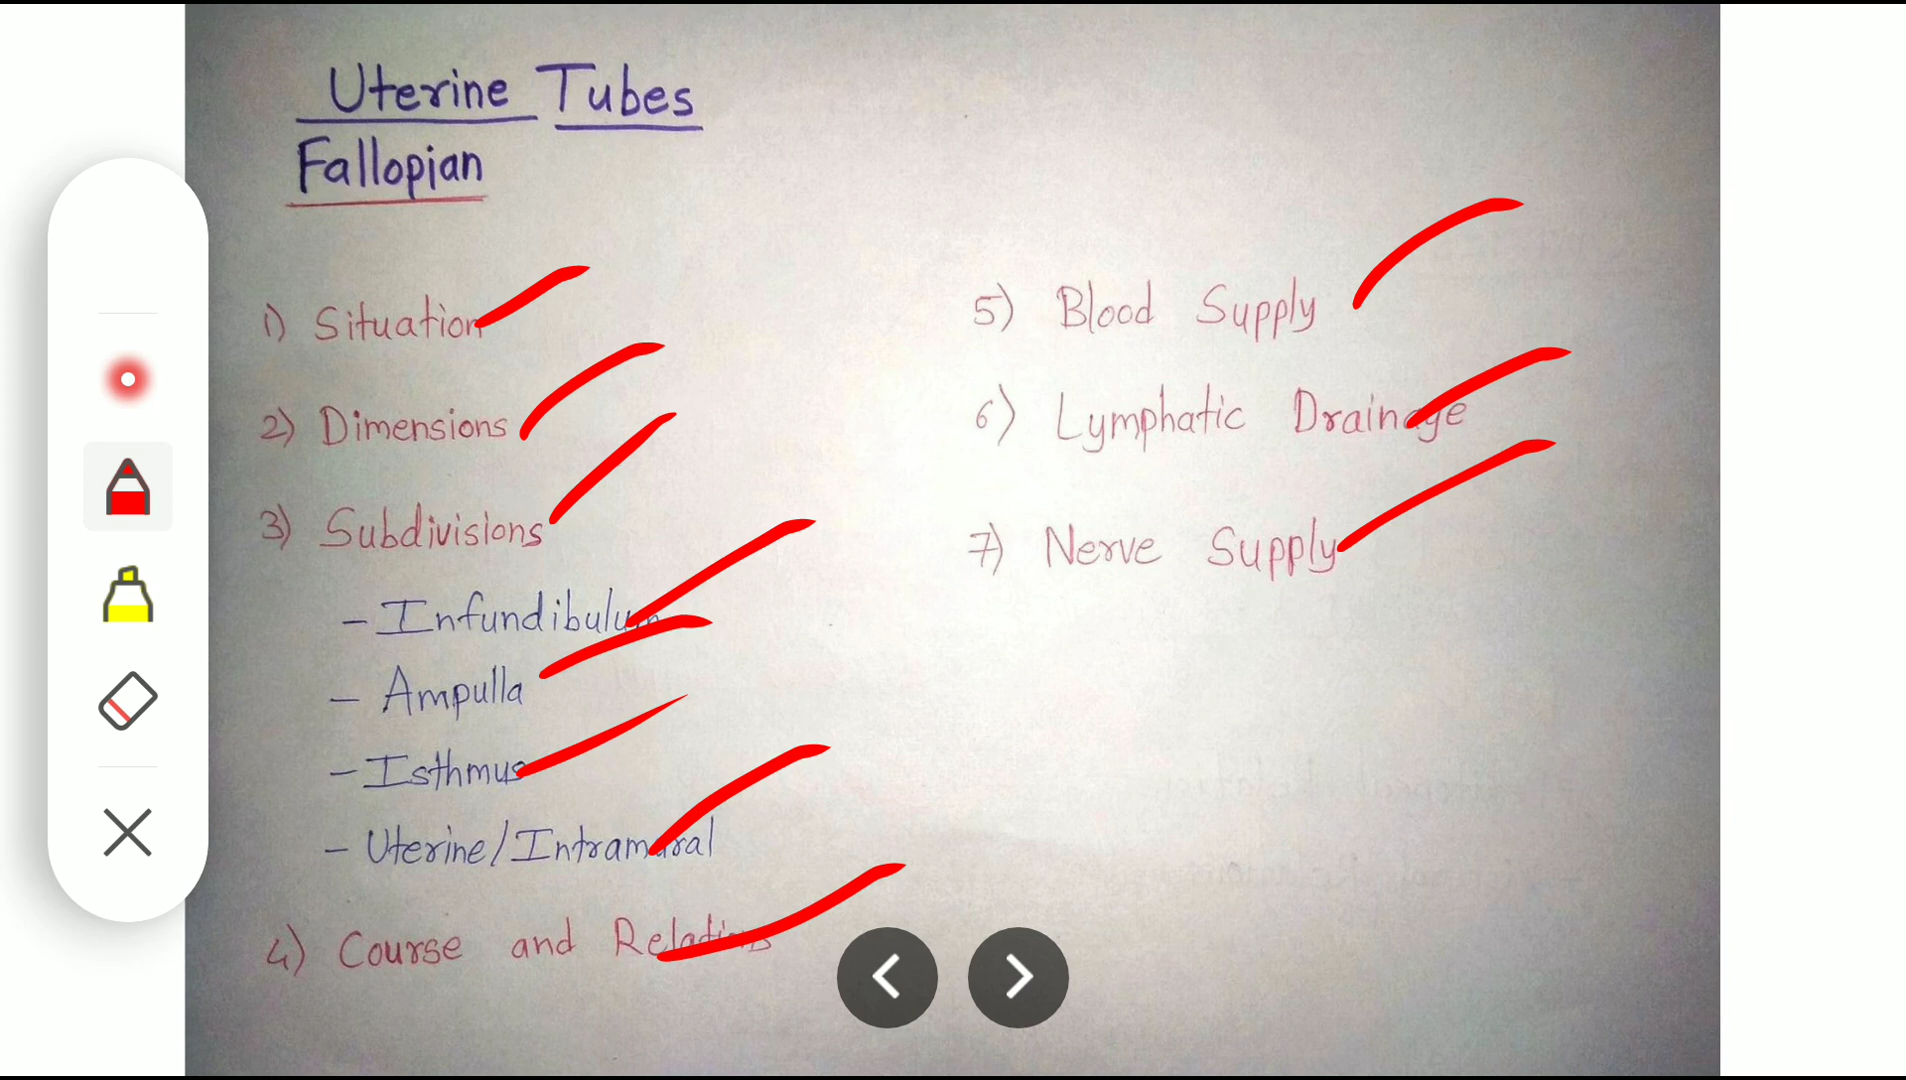 Uterine Tubes
Fallopian
1) Situation
2) Dimensions
3) Subdivisions
- Infundibulum
- Ampulla
- Isthmus
- Uterine/Intramural
4) Course and Relations
5) Blood Supply
6) Lymphatic Drainage
7) Nerve Supply